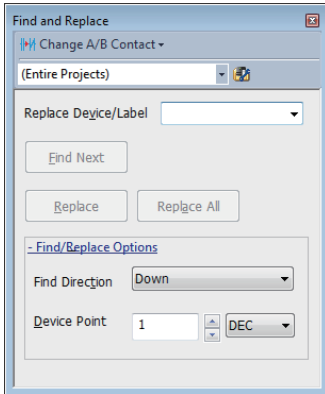 Find and Replace
Change A/B Contact
(Entire Projects)
Replace Device/Label
Find Next
Replace Replace All
- Find/Replace Options
Find Direction Down
Device Point 1 DEC